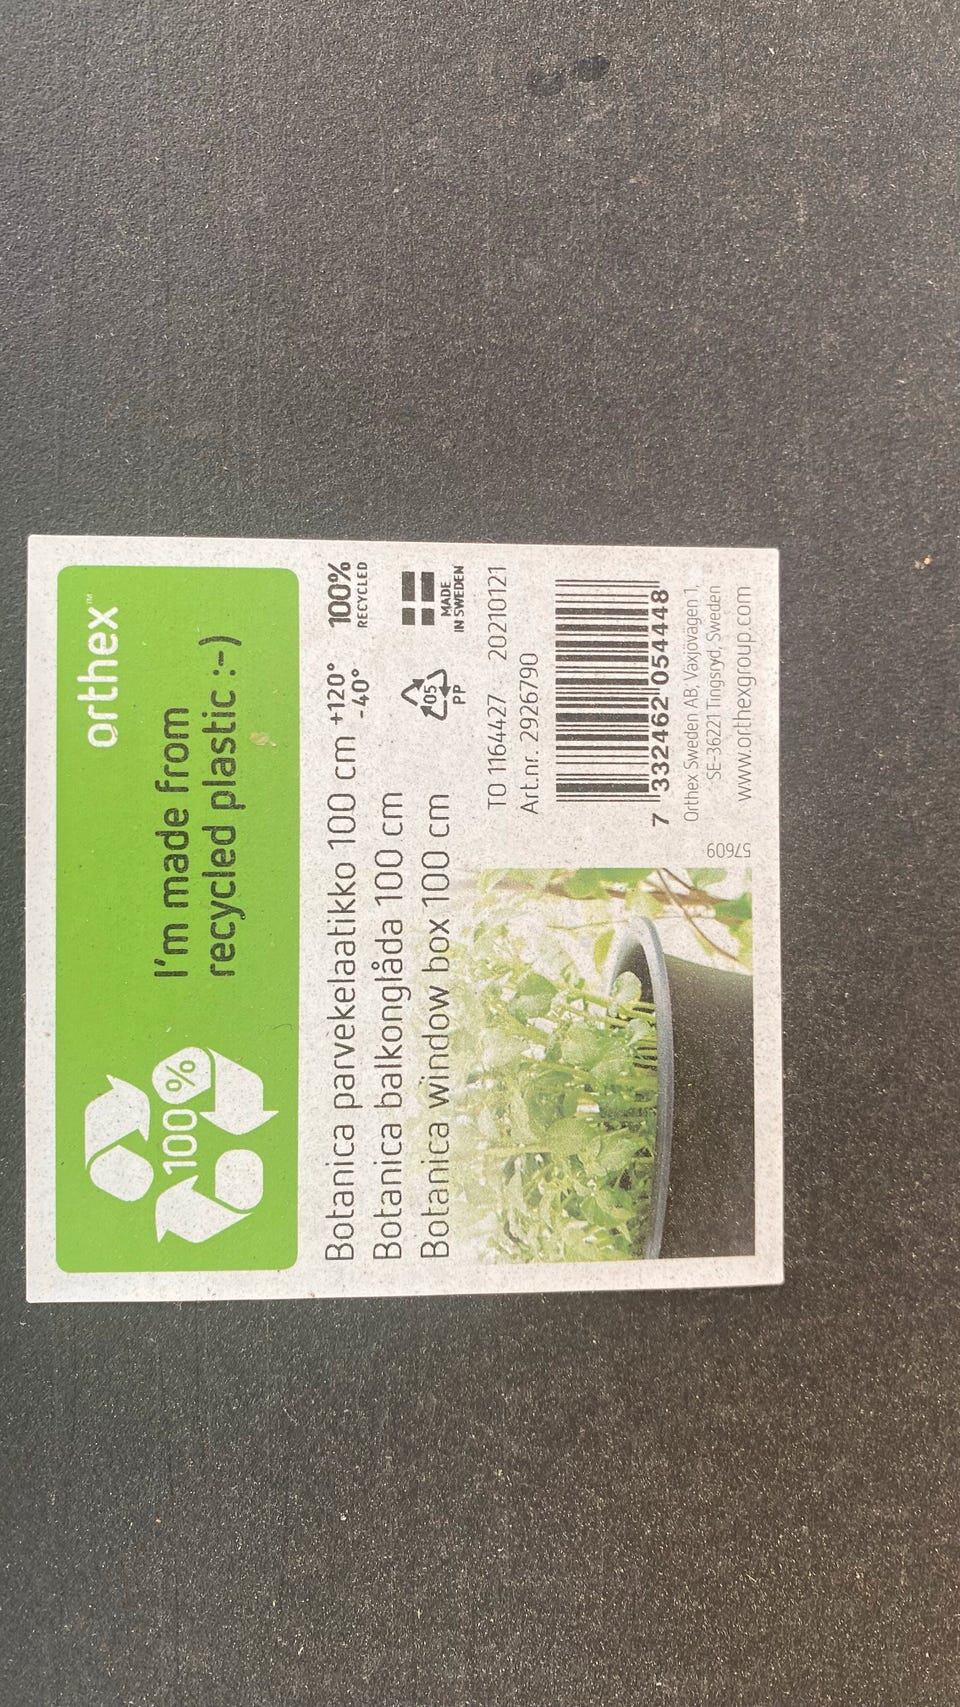 orthex™
I'm made from
recycled plastic :-)
100%
Botanica parvekelaatikko 100 cm
Botanica balkonglåda 100 cm
Botanica window box 100 cm
+120°
-40°
100%
RECYCLED
05
PP
MADE
IN SWEDEN
TO 1164427 20210121
Art.nr. 2926790
7 332462 054448
Orthex Sweden AB, Växjövägen 1,
SE-36221 Tingsryd, Sweden
www.orthexgroup.com
57609